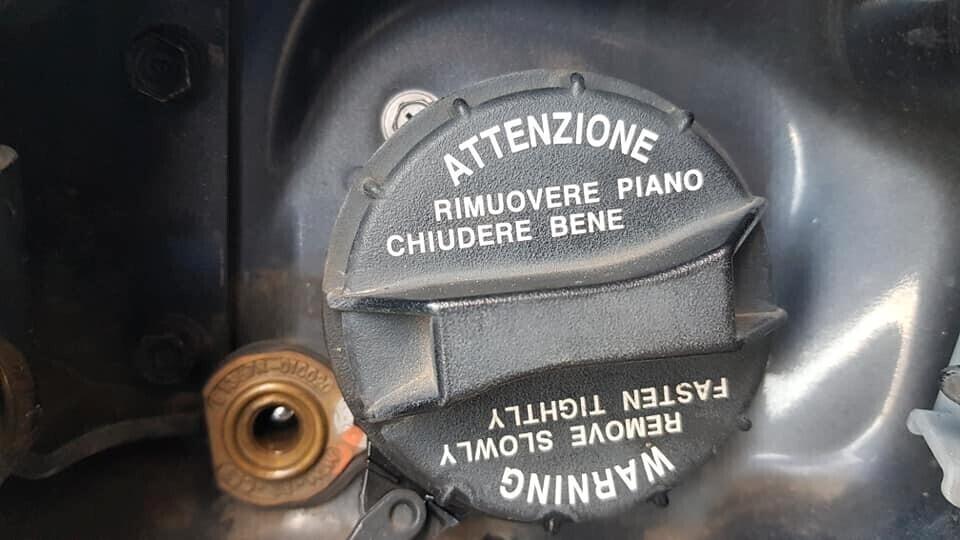 ATTENZIONE
RIMUOVERE PIANO
CHIUDERE BENE
WARNING
REMOVE SLOWLY
FASTEN TIGHTLY